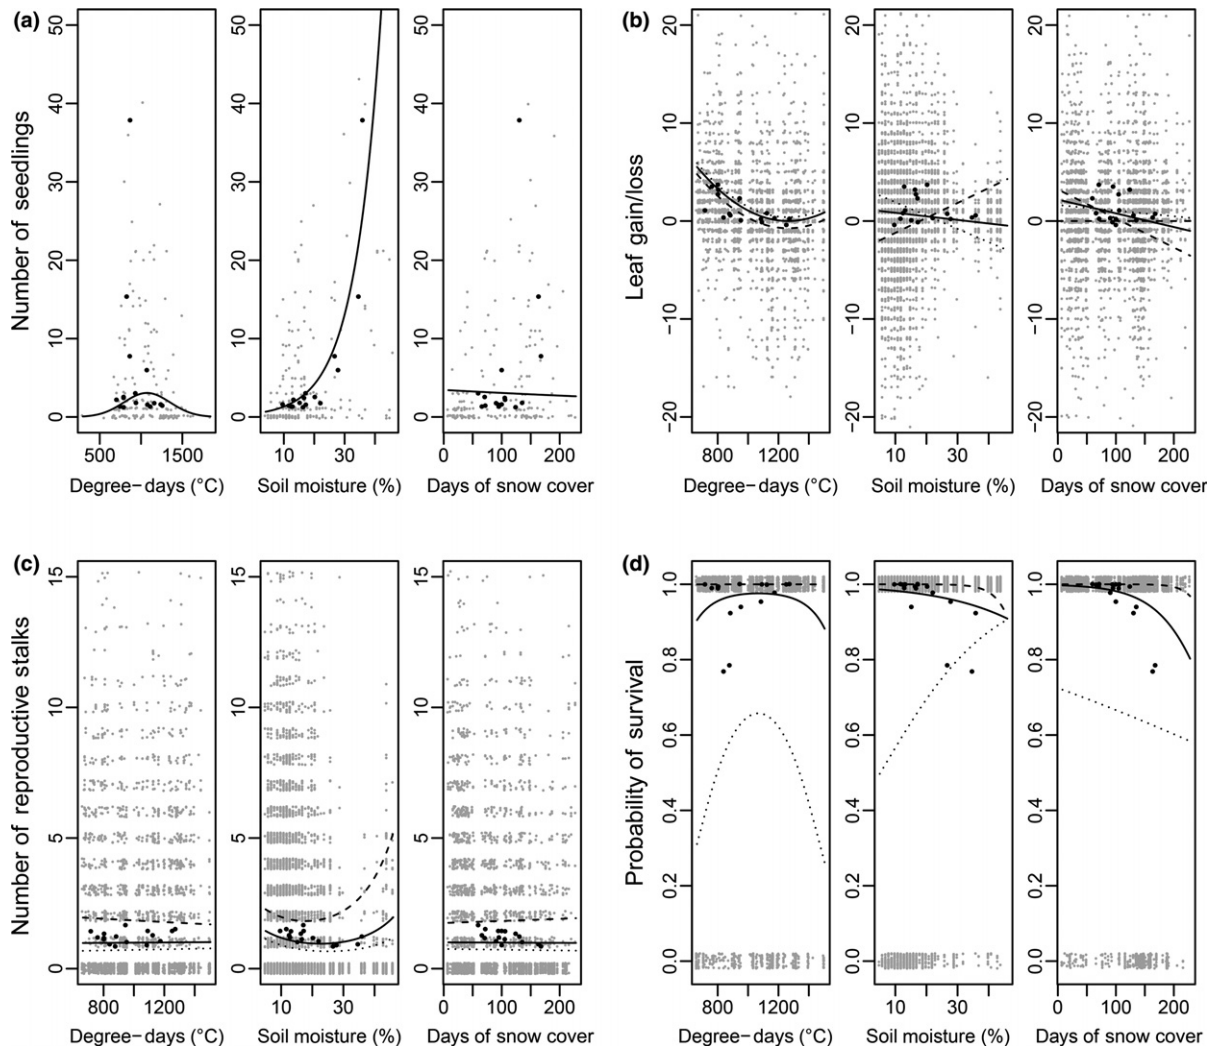 (a)
Number of seedings
0 10 20 30 40 50
500 1500
10 30
0 100 200
Degree−days (°C) Soil moisture (%) Days of snow cover
(b)
Leaf gain/loss
−20 −10 0 10 20
800 1200
10 30
0 100 200
Degree−days (°C) Soil moisture (%) Days of snow cover
(c)
Number of reproductive stalks
0 5 10 15
800 1200
10 30
0 100 200
Degree−days (°C) Soil moisture (%) Days of snow cover
(d)
Probability of survival
0.0 0.2 0.4 0.6 0.8 1.0
800 1200
10 30
0 100 200
Degree−days (°C) Soil moisture (%) Days of snow cover